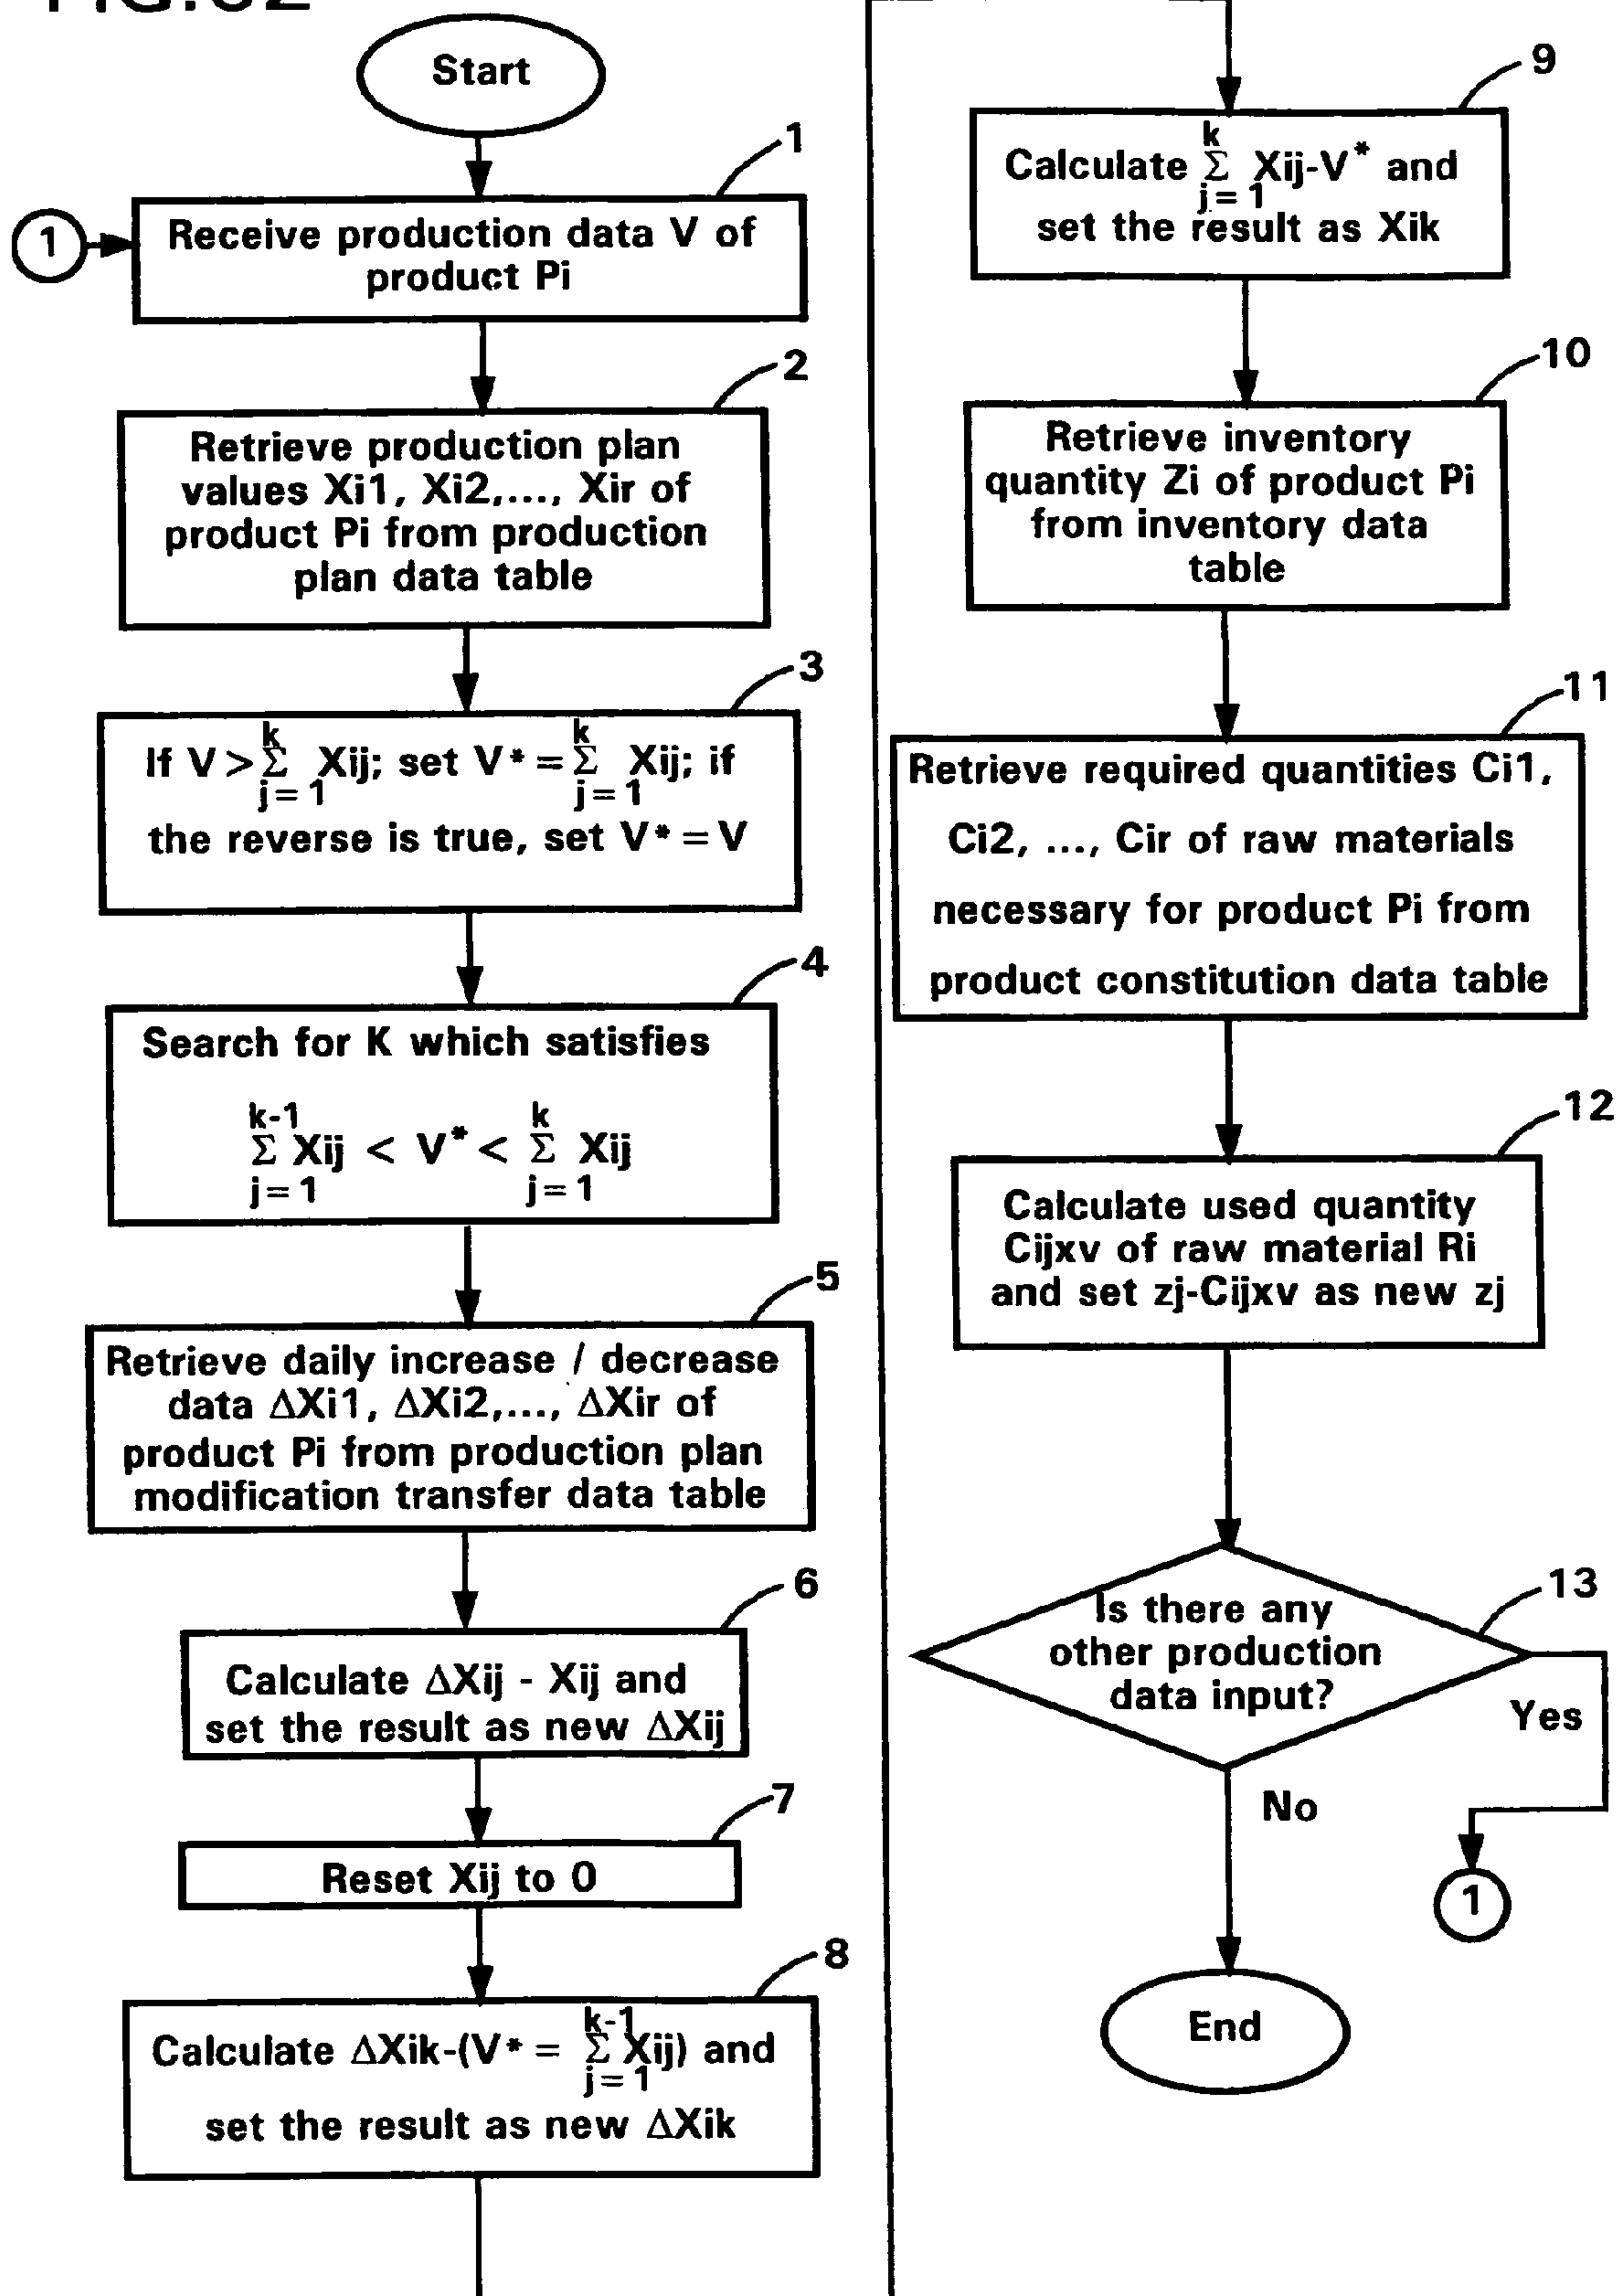 Start
1
1
Receive production data V of
product Pi
2
Retrieve production plan
values Xi1, Xi2,..., Xir of
product Pi from production
plan data table
3
k k
If V > Σ Xij; set V* = Σ Xij; if
j = 1 j = 1
the reverse is true, set V* = V
4
Search for K which satisfies
k-1 k
Σ Xij < V* < Σ Xij
j = 1 j = 1
5
Retrieve daily increase / decrease
data ΔXi1, ΔXi2,..., ΔXir of
product Pi from production plan
modification transfer data table
6
Calculate ΔXij - Xij and
set the result as new ΔXij
7
Reset Xij to 0
8
k-1
Calculate ΔXik-(V* = Σ Xij) and
j = 1
set the result as new ΔXik
9
k
Calculate Σ Xij-V* and
j = 1
set the result as Xik
10
Retrieve inventory
quantity Zi of product Pi
from inventory data
table
11
Retrieve required quantities Ci1,
Ci2, ..., Cir of raw materials
necessary for product Pi from
product constitution data table
12
Calculate used quantity
Cijxv of raw material Ri
and set zj-Cijxv as new zj
13
Is there any
other production
data input?
Yes
No
1
End